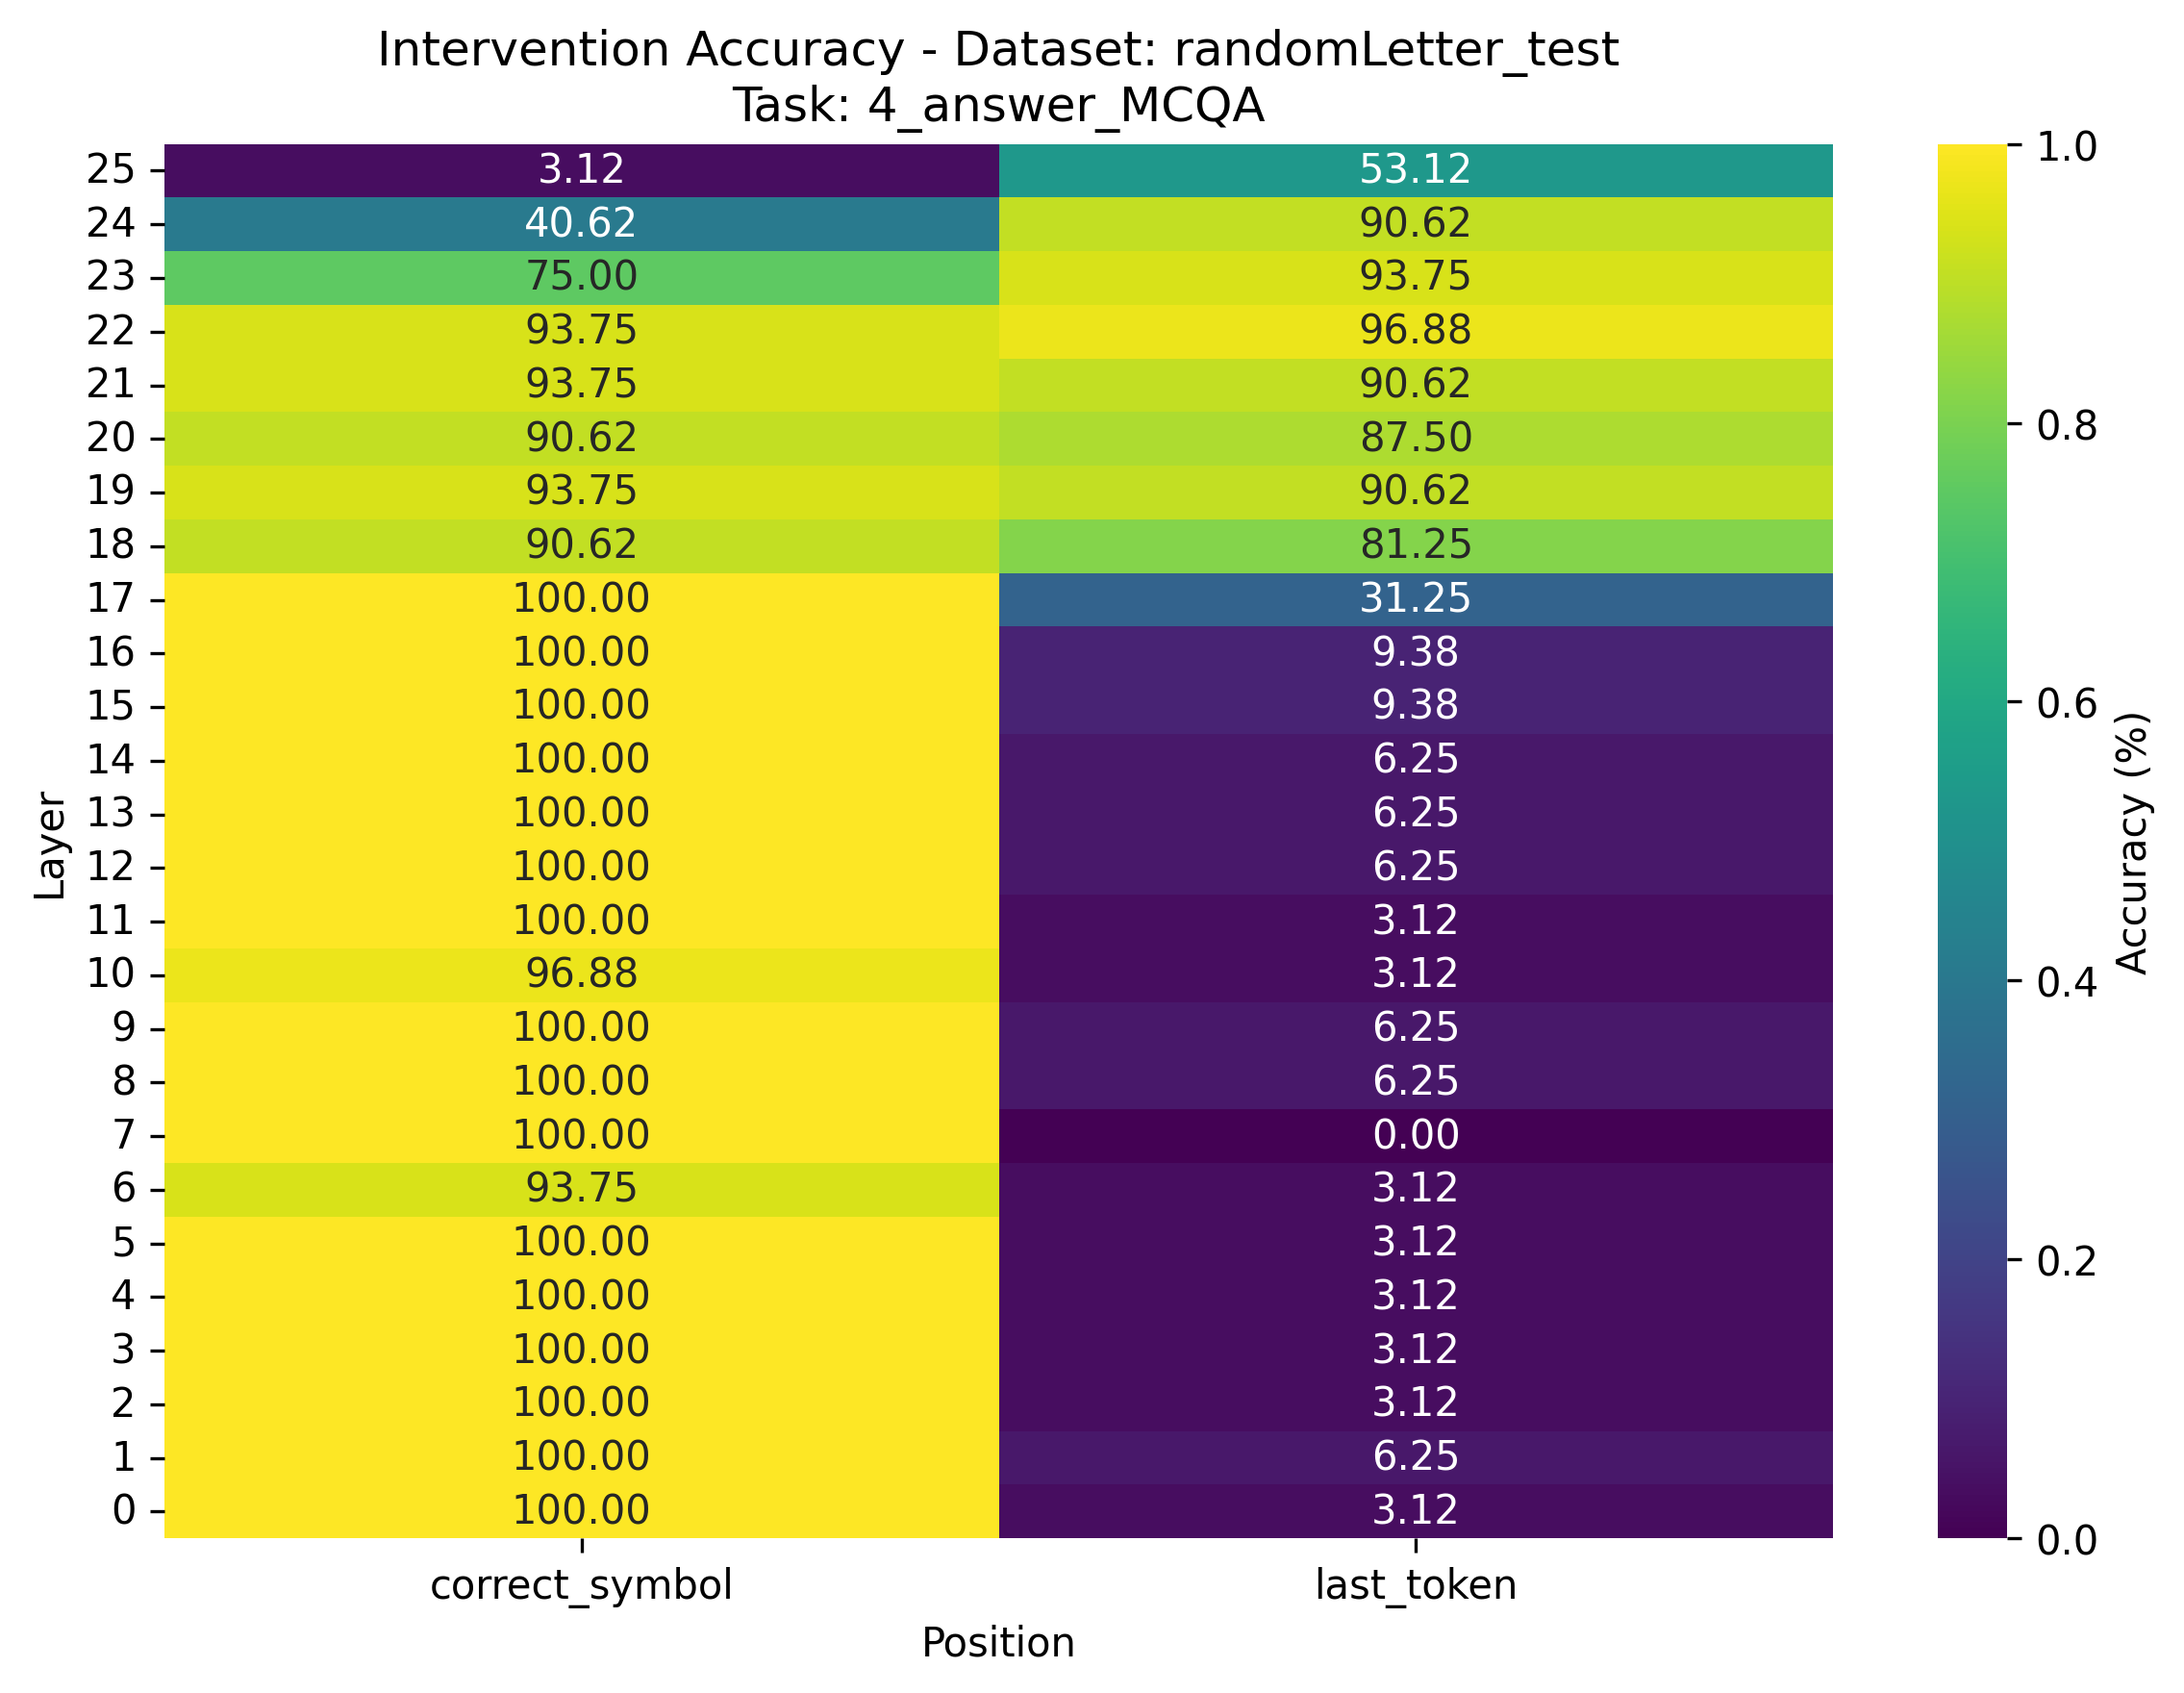 Intervention Accuracy - Dataset: randomLetter_test
Task: 4_answer_MCQA
25 3.12 53.12
24 40.62 90.62
23 75.00 93.75
22 93.75 96.88
21 93.75 90.62
20 90.62 87.50
19 93.75 90.62
18 90.62 81.25
17 100.00 31.25
16 100.00 9.38
15 100.00 9.38
14 100.00 6.25
13 100.00 6.25
12 100.00 6.25
11 100.00 3.12
10 96.88 3.12
9 100.00 6.25
8 100.00 6.25
7 100.00 0.00
6 93.75 3.12
5 100.00 3.12
4 100.00 3.12
3 100.00 3.12
2 100.00 3.12
1 100.00 6.25
0 100.00 3.12
Layer
correct_symbol last_token
Position
1.0
0.8
0.6
0.4
0.2
0.0
Accuracy (%)